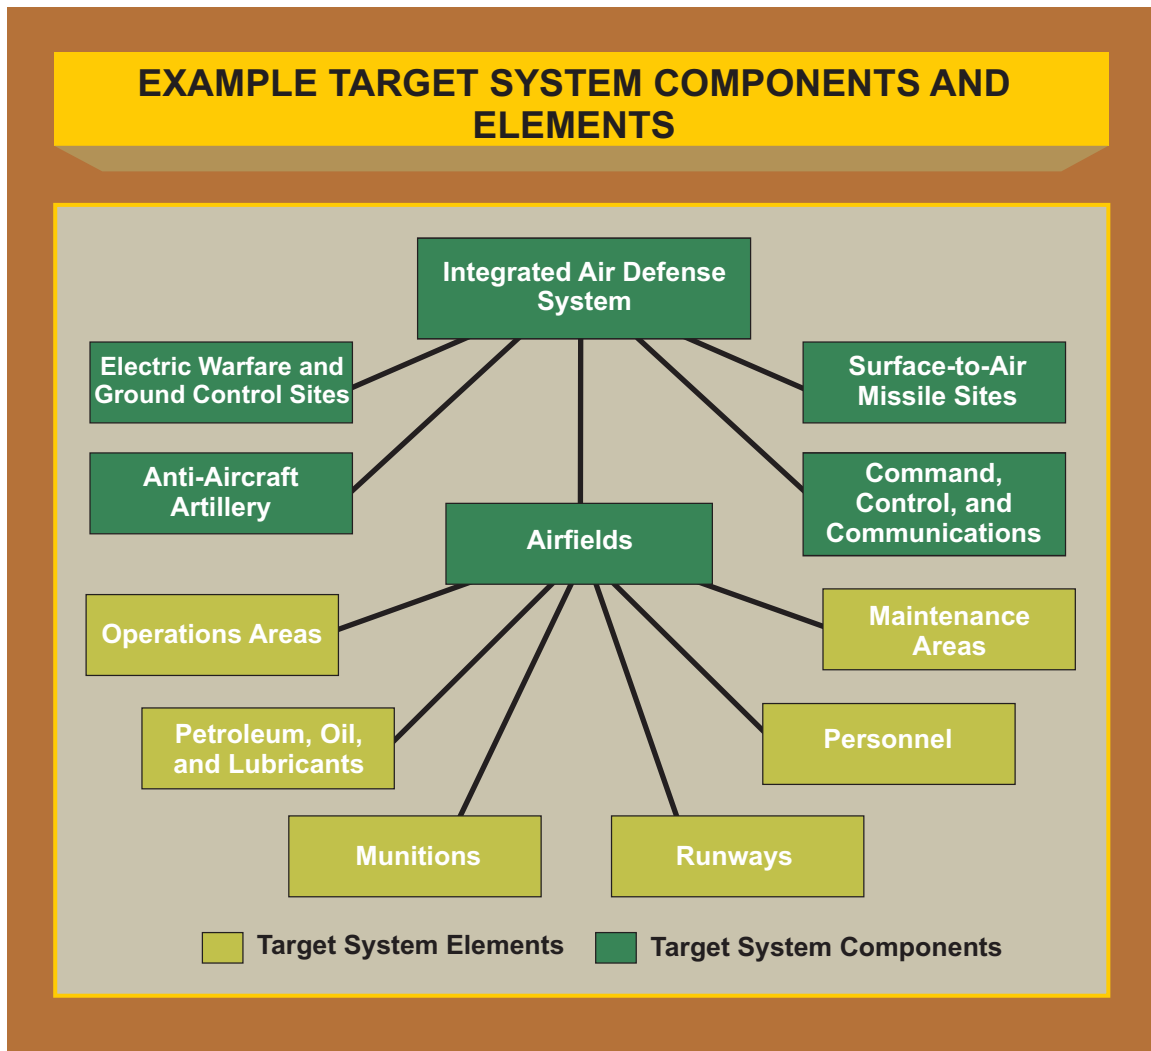 EXAMPLE TARGET SYSTEM COMPONENTS AND
ELEMENTS
Integrated Air Defense
System
Electric Warfare and
Ground Control Sites
Surface-to-Air
Missile Sites
Anti-Aircraft
Artillery
Command,
Control, and
Communications
Airfields
Operations Areas
Maintenance
Areas
Petroleum, Oil,
and Lubricants
Personnel
Munitions
Runways
Target System Elements
Target System Components